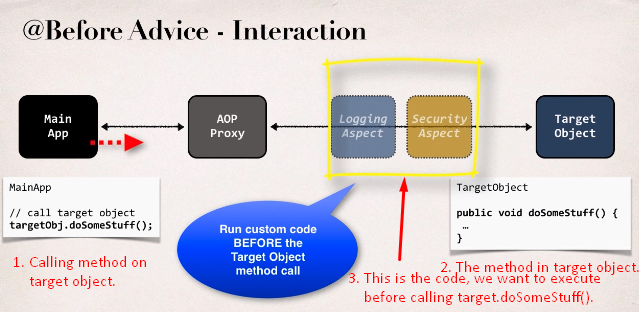 @Before Advice - Interaction
Main
App
AOP
Proxy
Logging
Aspect
Security
Aspect
Target
Object
MainApp
// call target object
targetObj.doSomeStuff();
1. Calling method on
target object.
Run custom code
BEFORE the
Target Object
method call
TargetObject
public void doSomeStuff() {
…
}
2. The method in target object.
3. This is the code, we want to execute
before calling target.doSomeStuff().